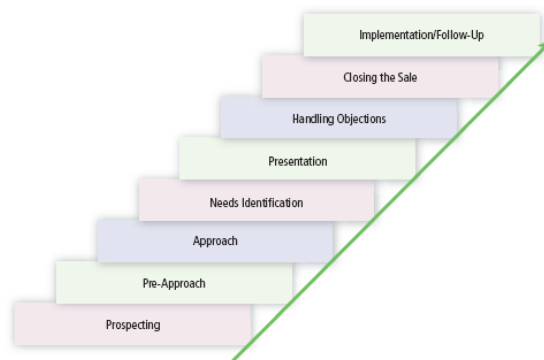 Implementation/Follow-Up
Closing the Sale
Handling Objections
Presentation
Needs Identification
Approach
Pre-Approach
Prospecting